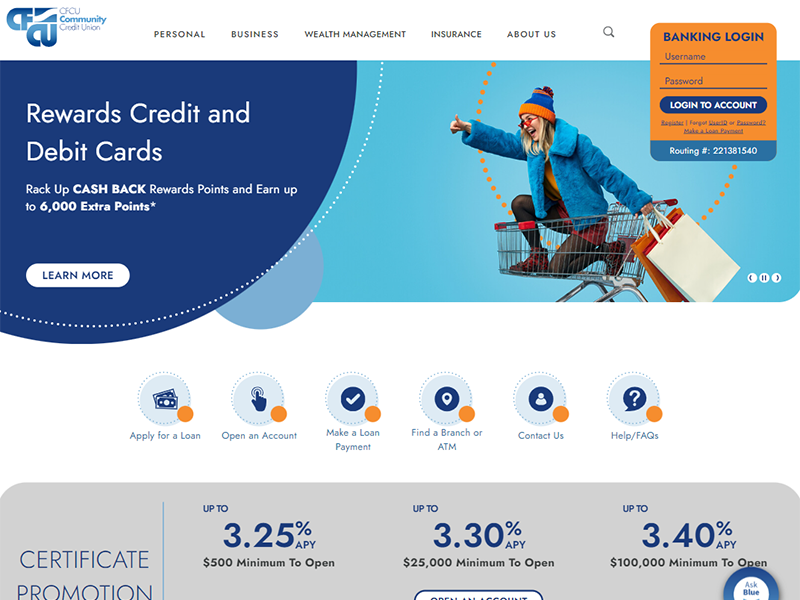 CFCU
CFCU
Community
Credit Union
PERSONAL
BUSINESS
WEALTH MANAGEMENT
INSURANCE
ABOUT US
BANKING LOGIN
Username
Password
LOGIN TO ACCOUNT
Register | Forgot UserID or Password?
Make a Loan Payment
Routing #: 221381540
Rewards Credit and
Debit Cards
Rack Up CASH BACK Rewards Points and Earn up
to 6,000 Extra Points*
LEARN MORE
Apply for a Loan
Open an Account
Make a Loan
Payment
Find a Branch or
ATM
Contact Us
Help/FAQs
CERTIFICATE
PROMOTION
UP TO
3.25%
APY
$500 Minimum To Open
UP TO
3.30%
APY
$25,000 Minimum To Open
OPEN AN ACCOUNT
UP TO
3.40%
APY
$100,000 Minimum To Open
Ask
Blue